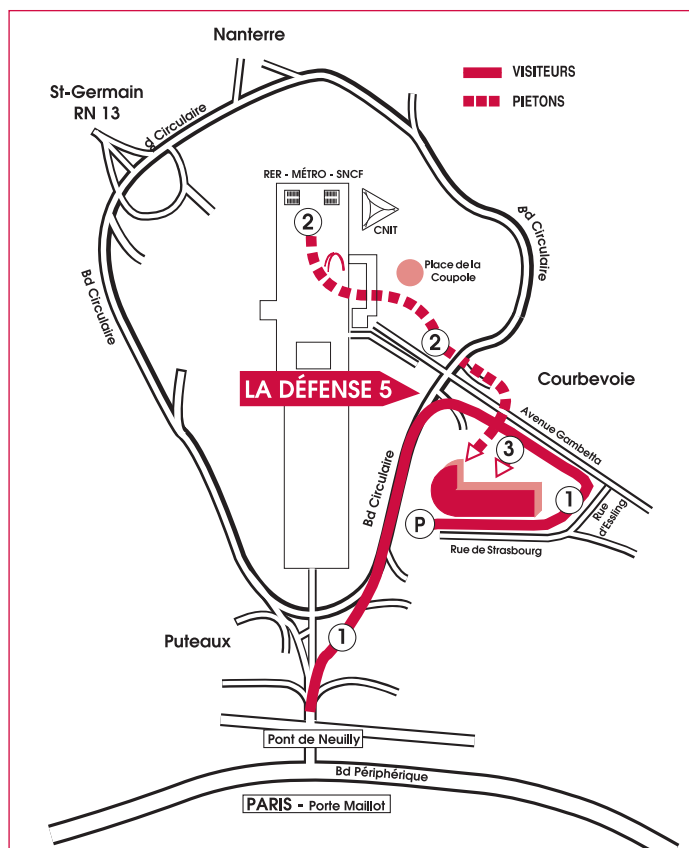 Nanterre
St-Germain
RN 13
VISITEURS
PIETONS
d Circulaire
RER - MÉTRO - SNCF
2
CNIT
Bd Circulaire
Place de la
Coupole
Bd Circulaire
2
Courbevoie
LA DÉFENSE 5
Avenue Gambetta
3
Bd Circulaire
1
P
Rue
d'Essling
Rue de Strasbourg
Puteaux
1
Pont de Neuilly
Bd Périphérique
PARIS - Porte Maillot